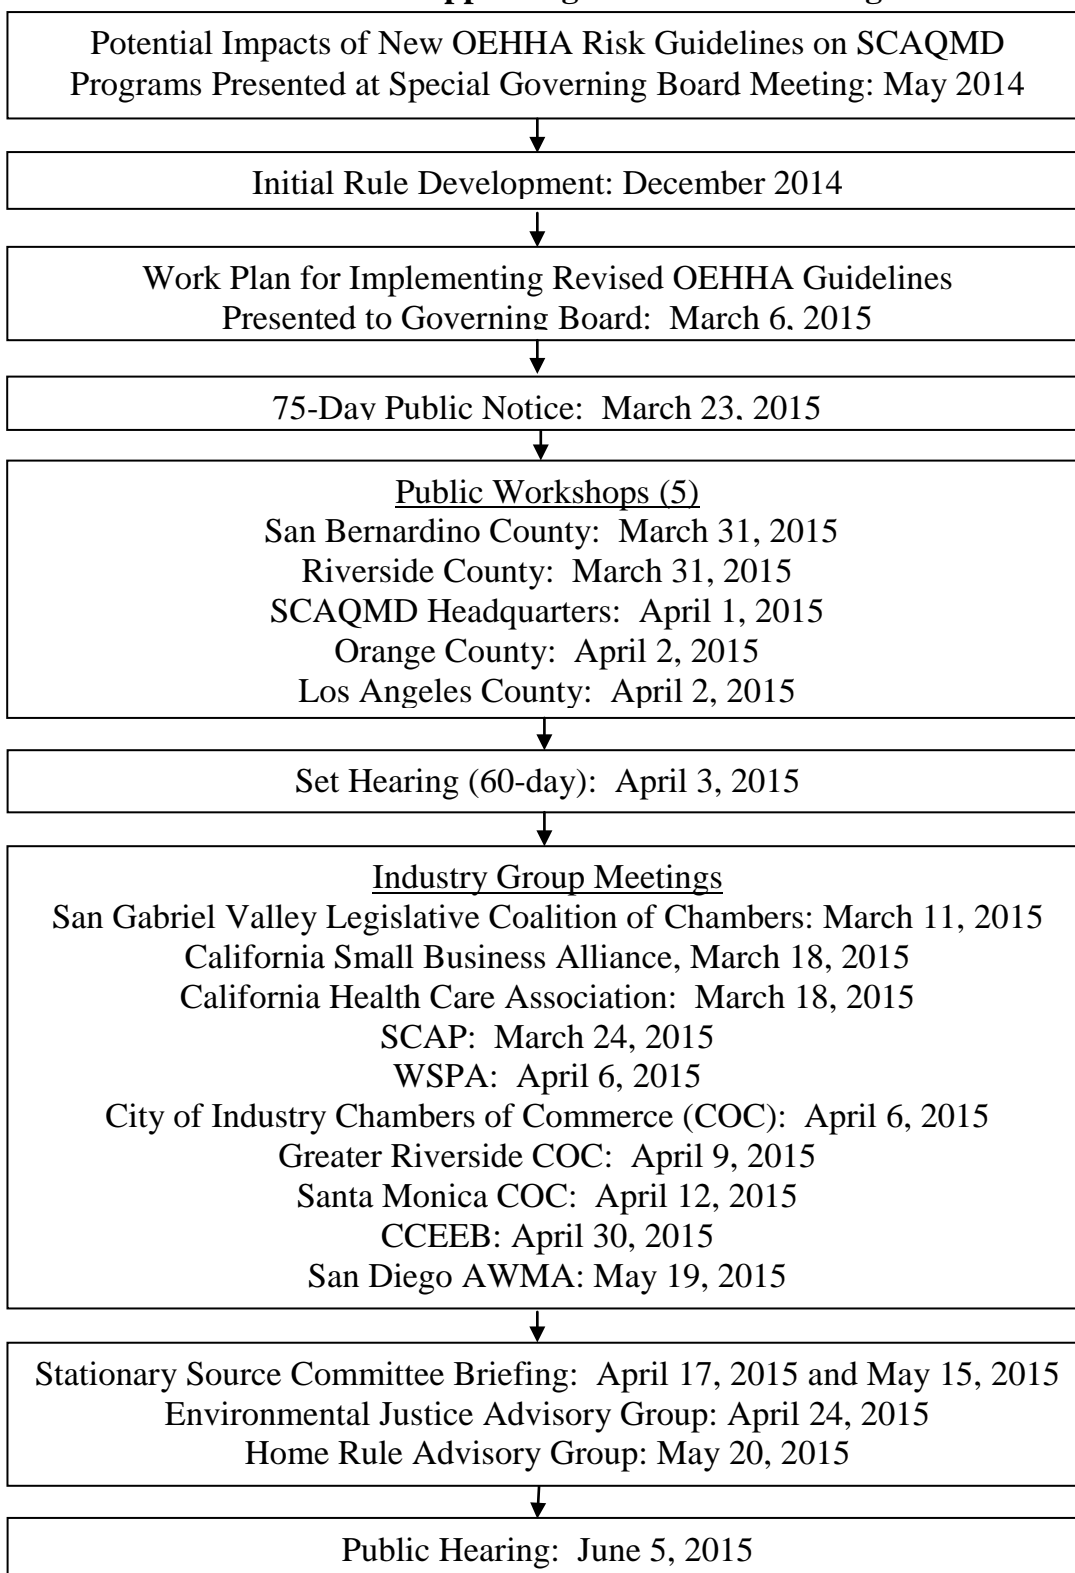 Potential Impacts of New OEHHA Risk Guidelines on SCAQMD
Programs Presented at Special Governing Board Meeting: May 2014
Initial Rule Development: December 2014
Work Plan for Implementing Revised OEHHA Guidelines
Presented to Governing Board: March 6, 2015
75-Day Public Notice: March 23, 2015
Public Workshops (5)
San Bernardino County: March 31, 2015
Riverside County: March 31, 2015
SCAQMD Headquarters: April 1, 2015
Orange County: April 2, 2015
Los Angeles County: April 2, 2015
Set Hearing (60-day): April 3, 2015
Industry Group Meetings
San Gabriel Valley Legislative Coalition of Chambers: March 11, 2015
California Small Business Alliance, March 18, 2015
California Health Care Association: March 18, 2015
SCAP: March 24, 2015
WSPA: April 6, 2015
City of Industry Chambers of Commerce (COC): April 6, 2015
Greater Riverside COC: April 9, 2015
Santa Monica COC: April 12, 2015
CCEEB: April 30, 2015
San Diego AWMA: May 19, 2015
Stationary Source Committee Briefing: April 17, 2015 and May 15, 2015
Environmental Justice Advisory Group: April 24, 2015
Home Rule Advisory Group: May 20, 2015
Public Hearing: June 5, 2015